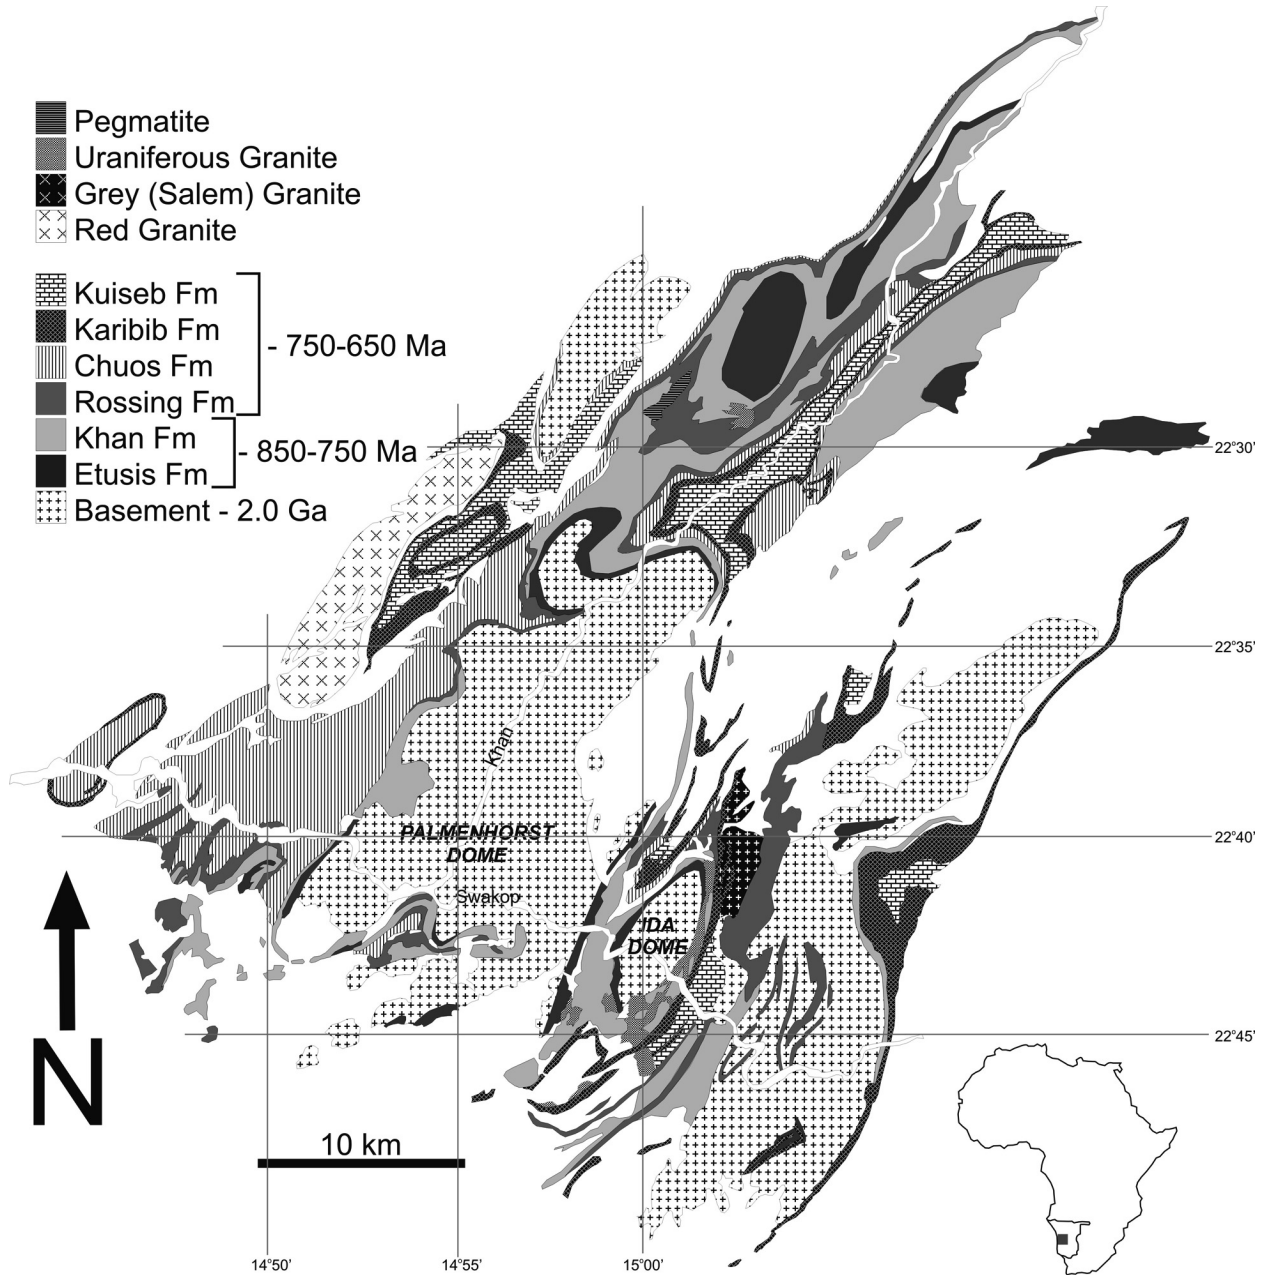 Pegmatite
Uraniferous Granite
Grey (Salem) Granite
Red Granite
Kuiseb Fm
Karibib Fm
- 750-650 Ma
Chuos Fm
Rossing Fm
Khan Fm
- 850-750 Ma
Etusis Fm
Basement - 2.0 Ga
22°30'
22°35'
Khan
PALMENHORST
DOME
22°40'
Swakop
IDA
DOME
22°45'
N
10 km
14°50'
14°55'
15°00'